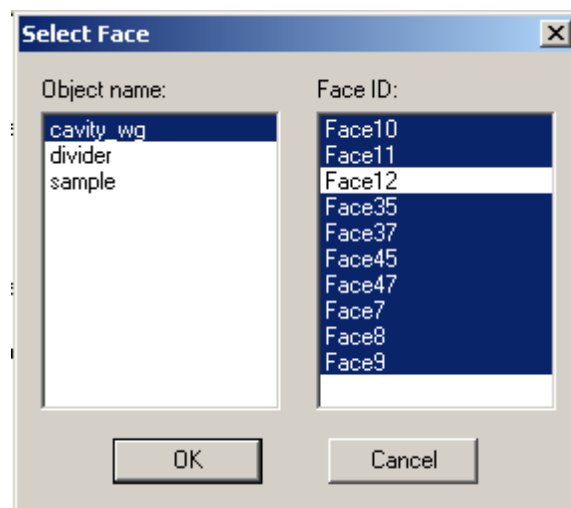 Select Face
Object name:
cavity_wg
divider
sample
Face ID:
Face10
Face11
Face12
Face35
Face37
Face45
Face47
Face7
Face8
Face9
OK
Cancel